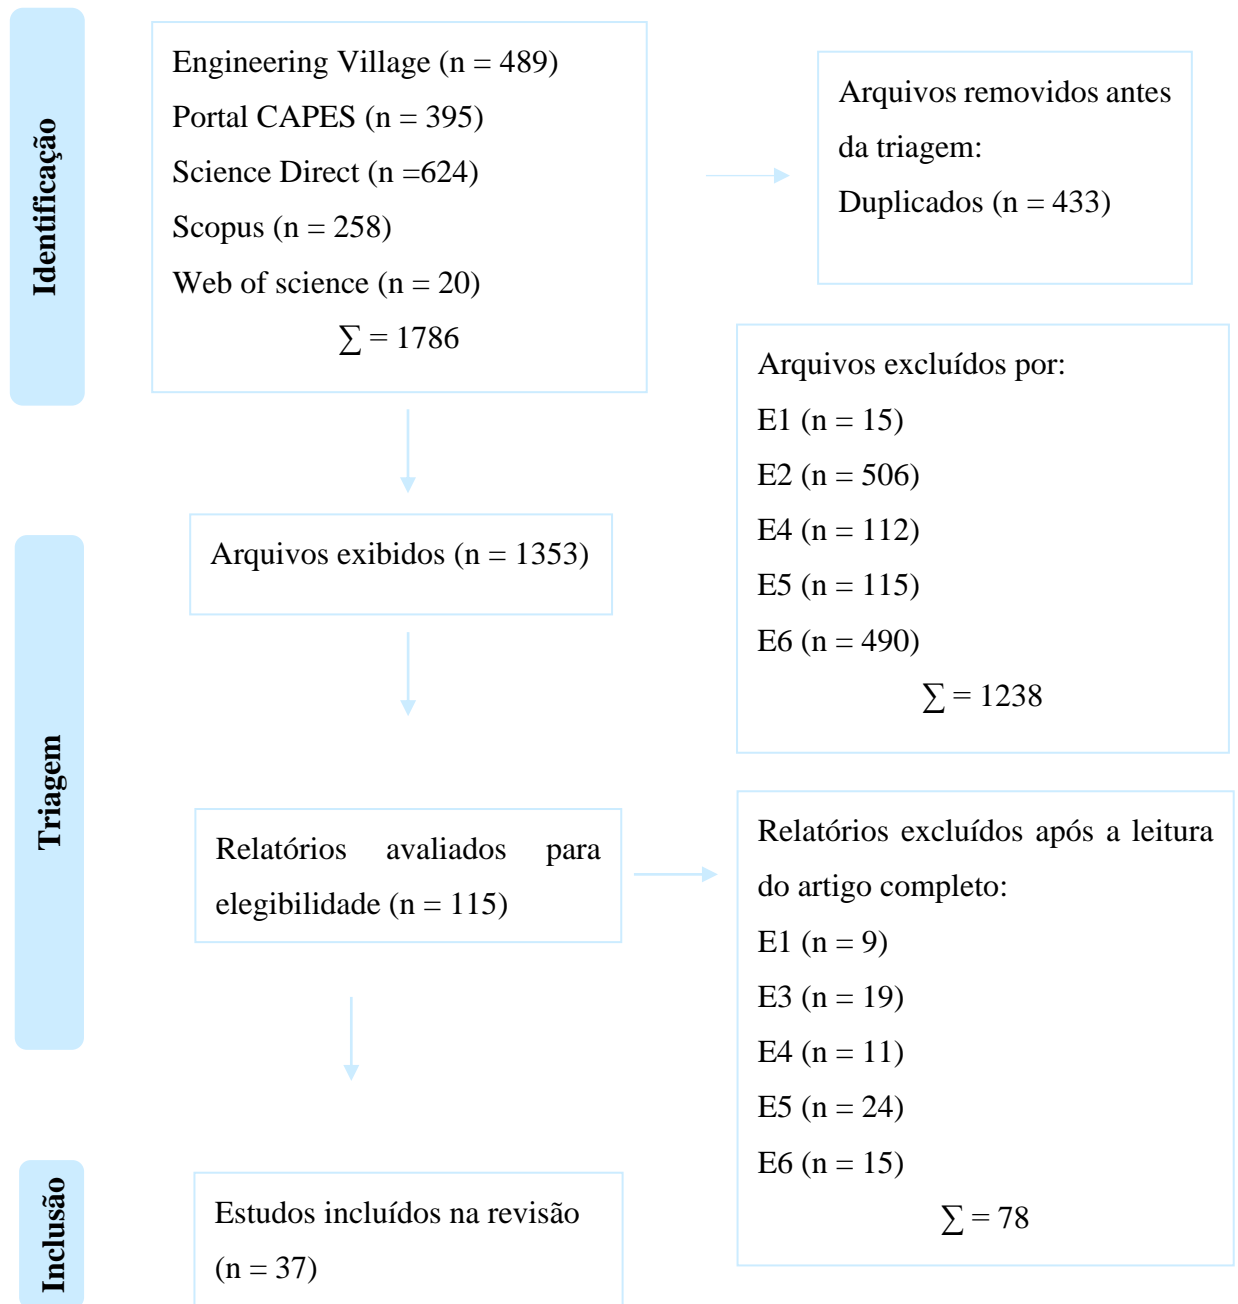 Identificação
Engineering Village (n = 489)
Portal CAPES (n = 395)
Science Direct (n =624)
Scopus (n = 258)
Web of science (n = 20)
∑ = 1786
Arquivos removidos antes
da triagem:
Duplicados (n = 433)
Triagem
Arquivos exibidos (n = 1353)
Arquivos excluídos por:
E1 (n = 15)
E2 (n = 506)
E4 (n = 112)
E5 (n = 115)
E6 (n = 490)
∑ = 1238
Relatórios avaliados para
elegibilidade (n = 115)
Relatórios excluídos após a leitura
do artigo completo:
E1 (n = 9)
E3 (n = 19)
E4 (n = 11)
E5 (n = 24)
E6 (n = 15)
∑ = 78
Inclusão
Estudos incluídos na revisão
(n = 37)